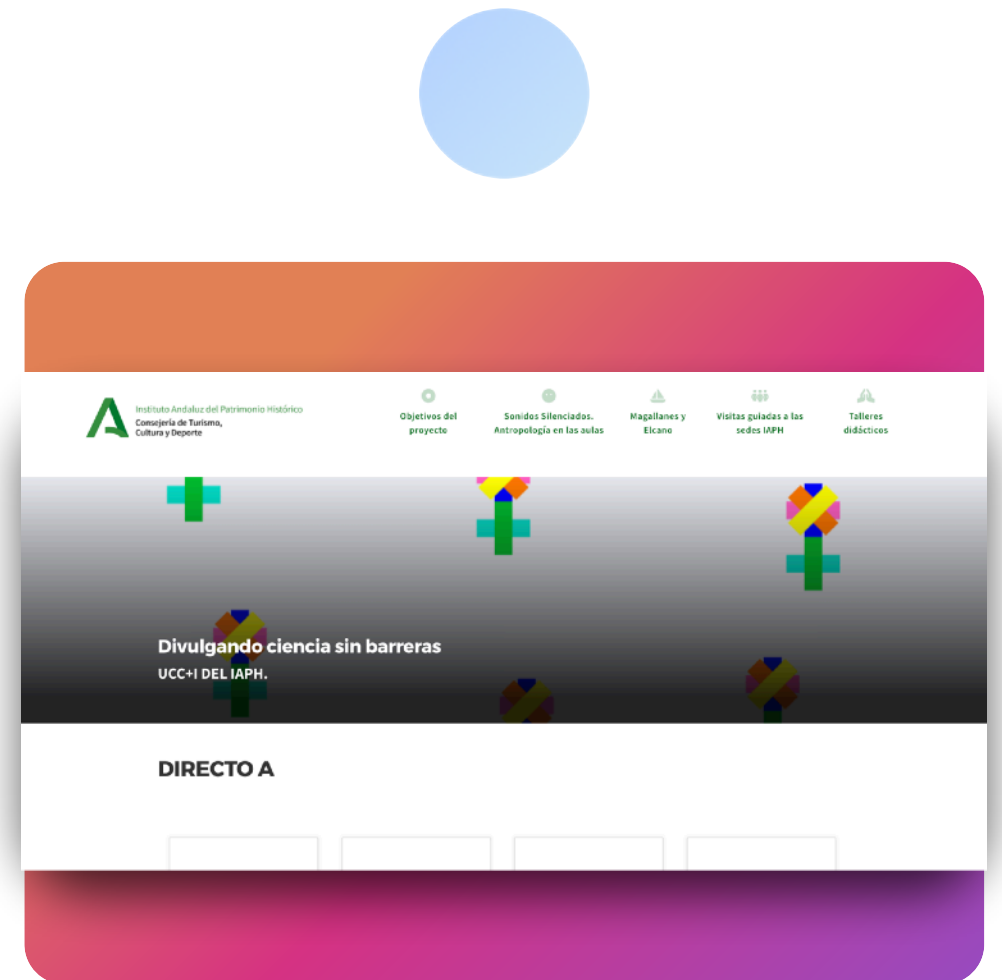 Instituto Andaluz del Patrimonio Histórico
Consejería de Turismo,
Cultura y Deporte
Objetivos del
proyecto
Sonidos Silenciados.
Antropología en las aulas
Magallanes y
Elcano
Visitas guiadas a las
sedes IAPH
Talleres
didácticos
Divulgando ciencia sin barreras
UCC+I DEL IAPH.
DIRECTO A